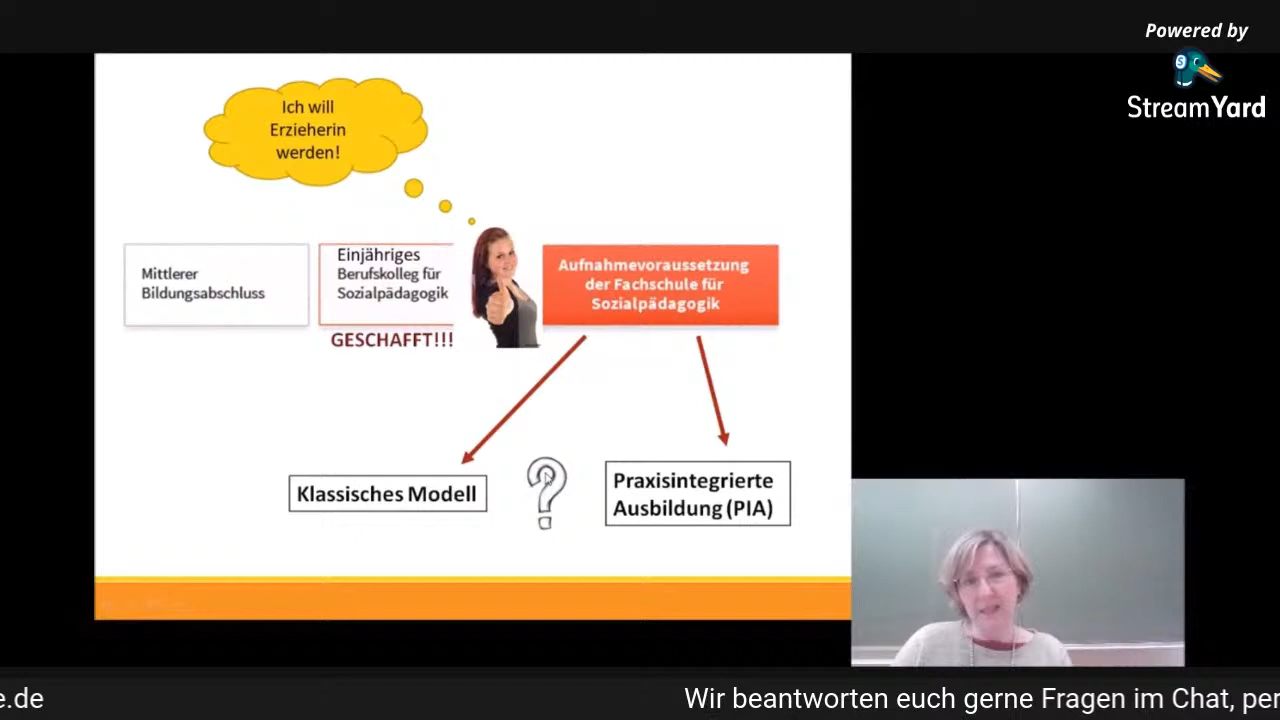 Powered by
StreamYard
Ich will
Erzieherin
werden!
Mittlerer
Bildungsabschluss
Einjähriges
Berufskolleg für
Sozialpädagogik
GESCHAFFT!!!
Aufnahmevoraussetzung
der Fachschule für
Sozialpädagogik
Klassisches Modell
?
Praxisintegrierte
Ausbildung (PIA)
e.de
Wir beantworten euch gerne Fragen im Chat, per